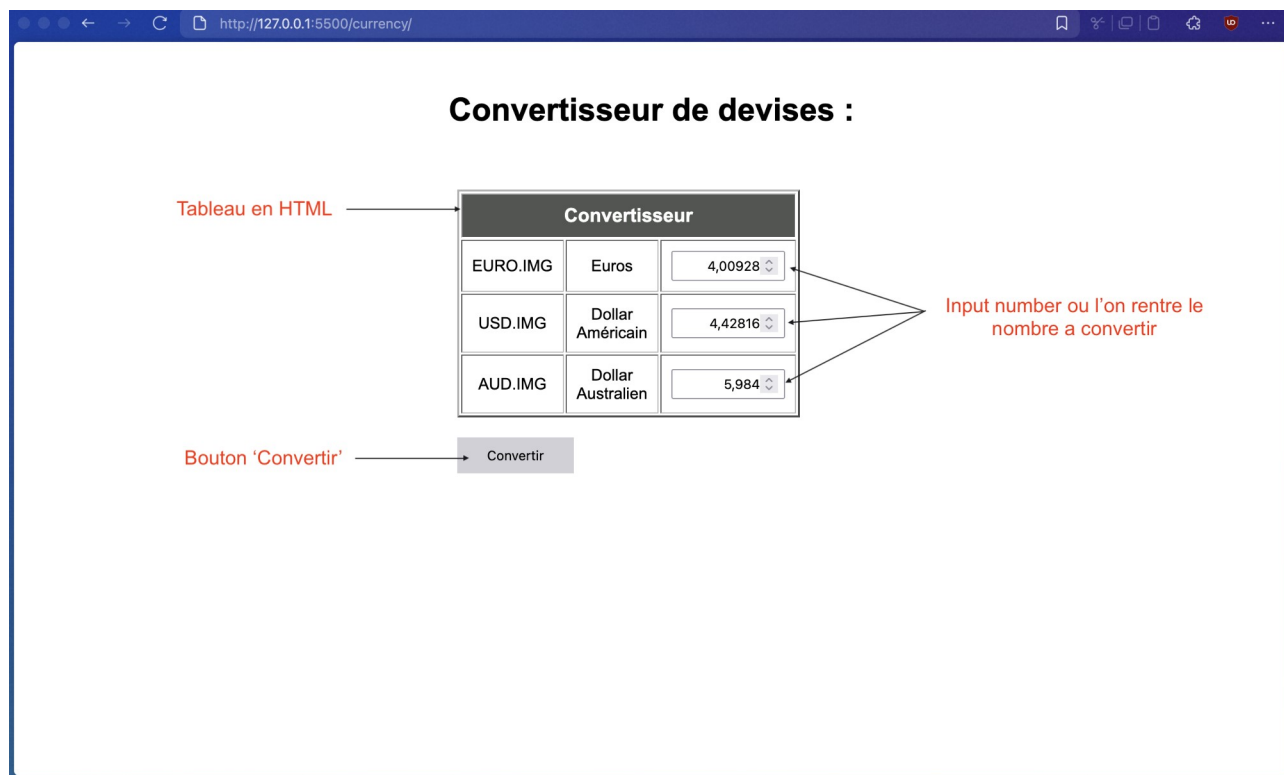 http://127.0.0.1:5500/currency/
Convertisseur de devises :
Tableau en HTML
Convertisseur
EURO.IMG
Euros
4,00928
USD.IMG
Dollar
Américain
4,42816
AUD.IMG
Dollar
Australien
5,984
Input number ou l’on rentre le
nombre a convertir
Bouton ‘Convertir’
Convertir